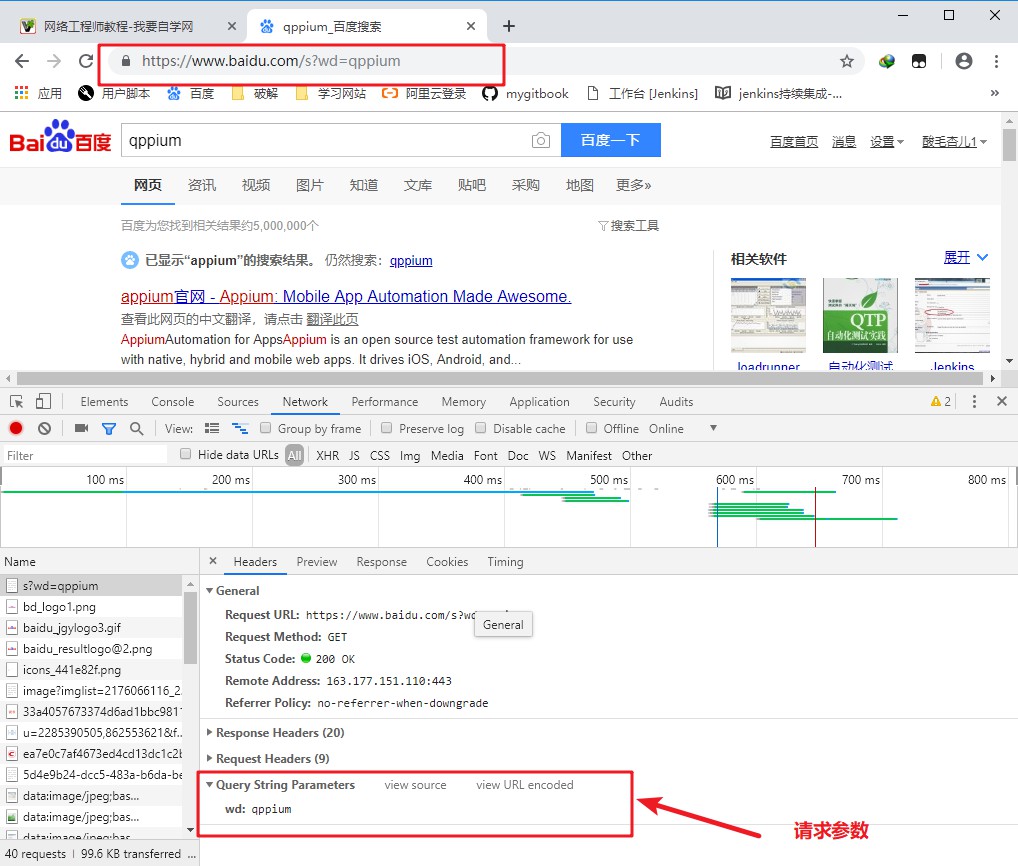 网络工程师教程-我要自学网
qppium_百度搜索
https://www.baidu.com/s?wd=qppium
应用 用户脚本 百度 破解 学习网站 阿里云登录 mygitbook 工作台 [Jenkins] jenkins持续集成-... »
Bai du 百度 qppium 百度一下 百度首页 消息 设置 酸毛杏儿1
网页 资讯 视频 图片 知道 文库 贴吧 采购 地图 更多»
百度为您找到相关结果约5,000,000个 搜索工具
已显示“appium”的搜索结果。 仍然搜索: qppium
相关软件 展开
appium官网 - Appium: Mobile App Automation Made Awesome.
查看此网页的中文翻译，请点击 翻译此页
AppiumAutomation for AppsAppium is an open source test automation framework for use
with native, hybrid and mobile web apps. It drives iOS, Android, and...
QTP
自动化测试实践
loadrunner 自动化测试 Jenkins
Elements Console Sources Network Performance Memory Application Security Audits 2
View: Group by frame Preserve log Disable cache Offline Online
Filter Hide data URLs All XHR JS CSS Img Media Font Doc WS Manifest Other
100 ms 200 ms 300 ms 400 ms 500 ms 600 ms 700 ms 800 ms
Name Headers Preview Response Cookies Timing
s?wd=qppium
bd_logo1.png
baidu_jgylogo3.gif
baidu_resultlogo@2.png
icons_441e82f.png
image?imglist=2176066116_2
33a4057673374d6ad1bbc981
u=2285390505,862553621&f..
ea7e0c7af4673ed4cd13dc1c2b
5d4e9b24-dcc5-483a-b6da-be
data:image/jpeg;bas...
data:image/jpeg;bas...
data:image/jpeg;bas...
40 requests | 99.6 KB transferred ...
General
Request URL: https://www.baidu.com/s?w
General
Request Method: GET
Status Code: 200 OK
Remote Address: 163.177.151.110:443
Referrer Policy: no-referrer-when-downgrade
Response Headers (20)
Request Headers (9)
Query String Parameters view source view URL encoded
wd: qppium
请求参数